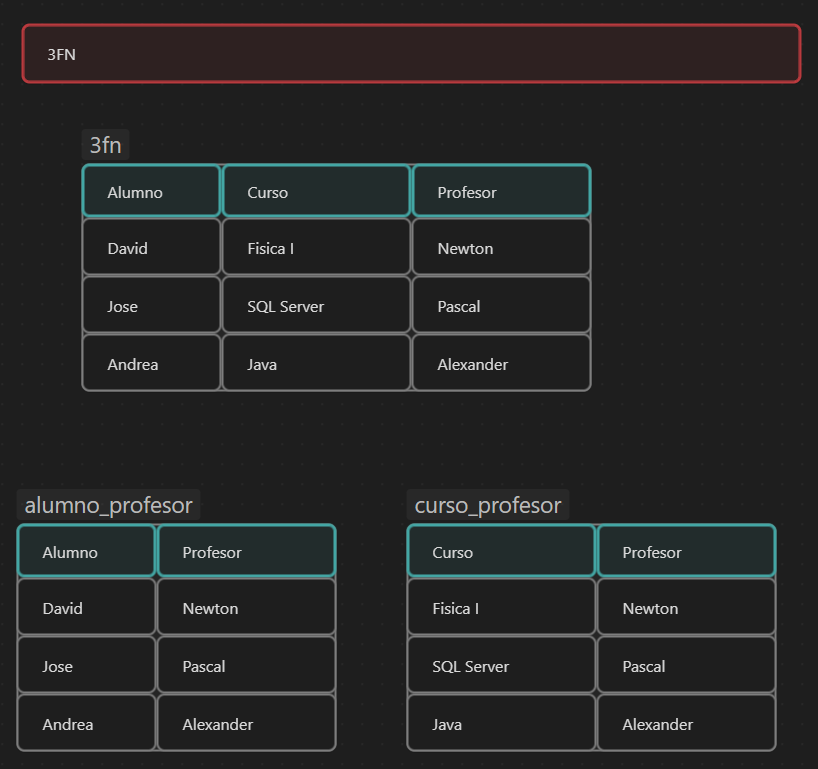 3FN
3fn
Alumno Curso Profesor
David Fisica I Newton
Jose SQL Server Pascal
Andrea Java Alexander
alumno_profesor
Alumno Profesor
David Newton
Jose Pascal
Andrea Alexander
curso_profesor
Curso Profesor
Fisica I Newton
SQL Server Pascal
Java Alexander